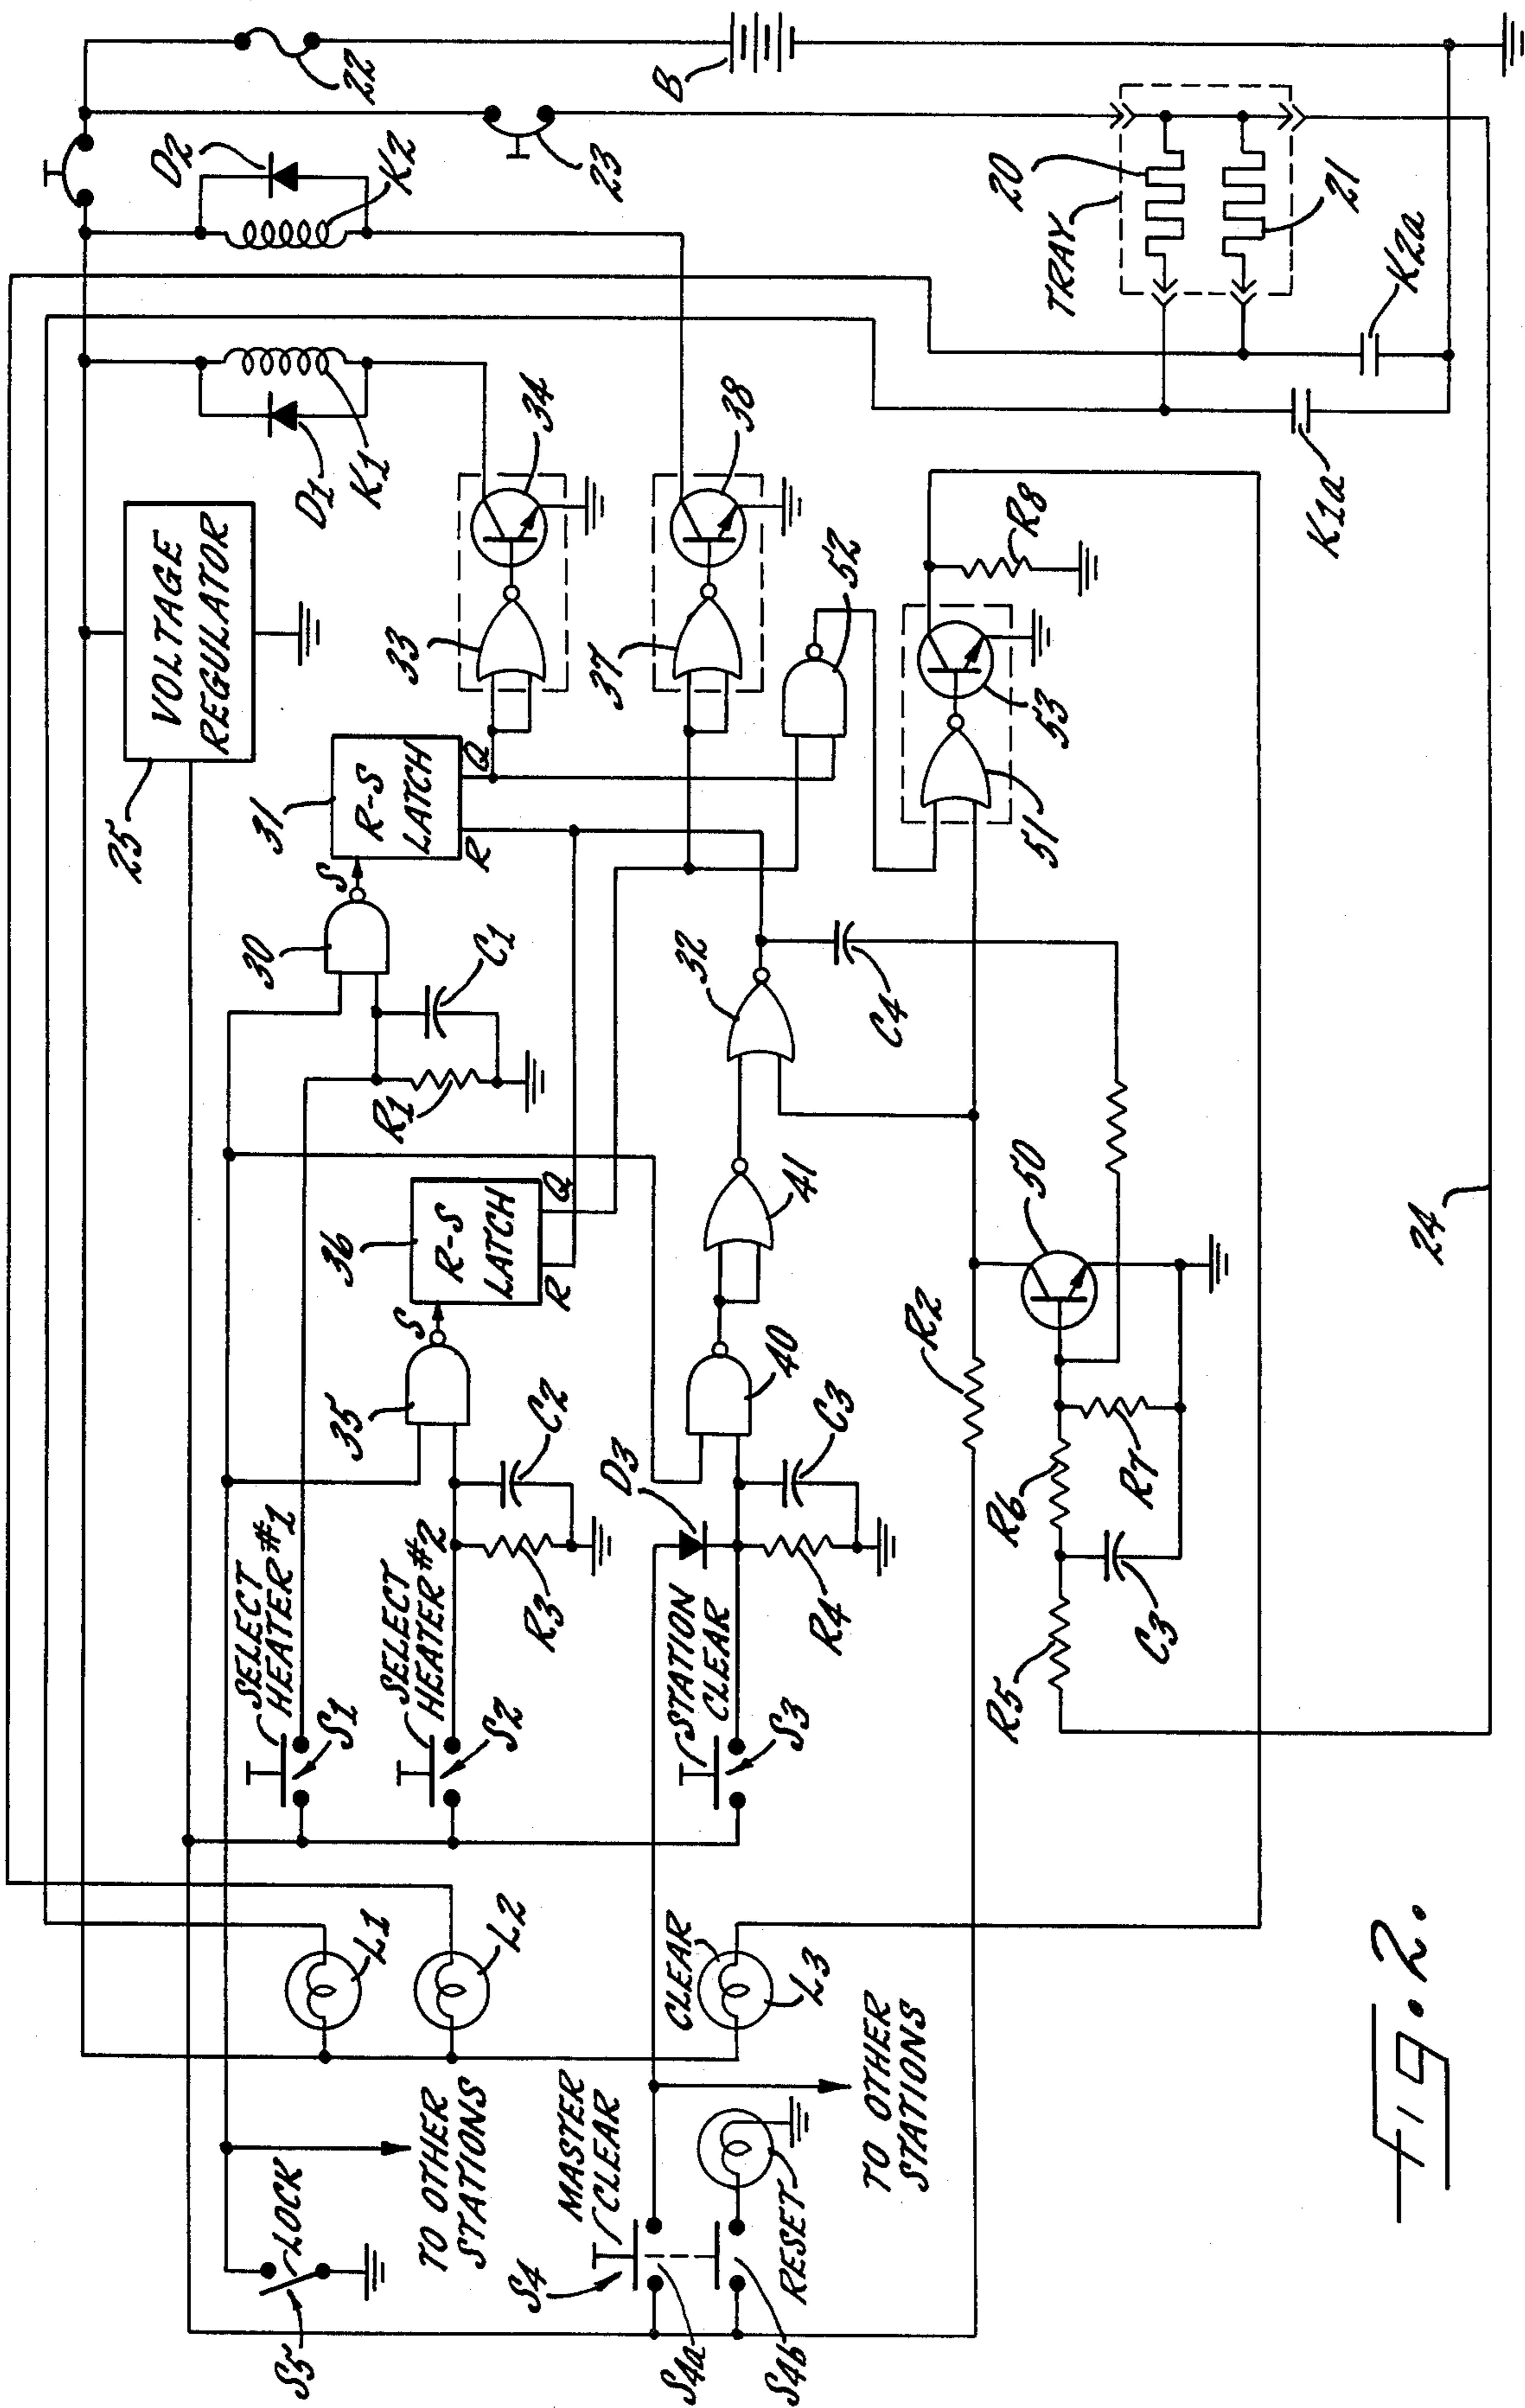 22
B
D2
K2
23
20
TRAY
21
K2a
K1a
D1
K1
34
38
VOLTAGE
REGULATOR
25
33
37
52
R8
53
51
31
R-S
LATCH
S
R
Q
30
C1
R1
32
C4
36
R-S
LATCH
S
R
Q
41
50
24
35
C2
R3
40
D3
C3
R4
R2
R6
R7
R5
C3
SELECT
HEATER #1
S1
SELECT
HEATER #2
S2
STATION
CLEAR
S3
L1
L2
CLEAR
L3
LOCK
S5
TO OTHER
STATIONS
MASTER
CLEAR
S4
S4a
S4b
RESET
TO OTHER
STATIONS
Fig. 2.